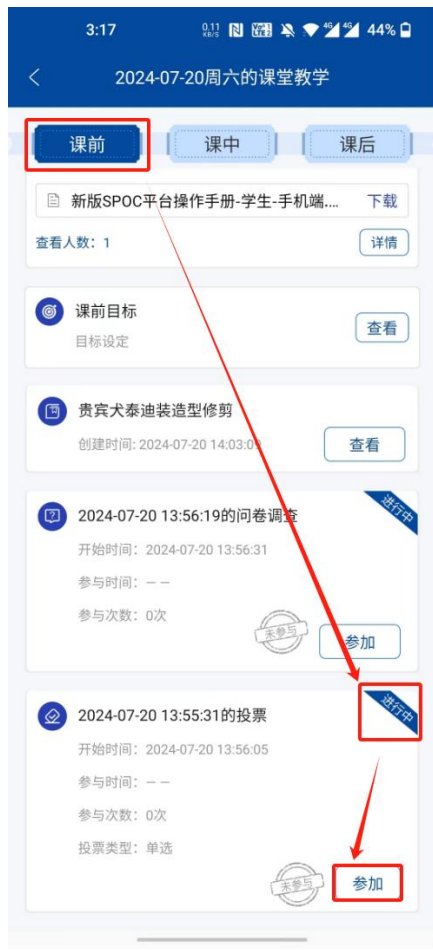 3:17 0.11 KB/S 4G 4G 44%
2024-07-20周六的课堂教学
课前 课中 课后
新版SPOC平台操作手册-学生-手机端.... 下载
查看人数：1 详情
课前目标
目标设定
查看
贵宾犬泰迪装造型修剪
创建时间: 2024-07-20 14:03:09
查看
2024-07-20 13:56:19的问卷调查 进行中
开始时间：2024-07-20 13:56:31
参与时间：－－
参与次数：0次
未参与 参加
2024-07-20 13:55:31的投票 进行中
开始时间：2024-07-20 13:56:05
参与时间：－－
参与次数：0次
投票类型：单选
未参与 参加